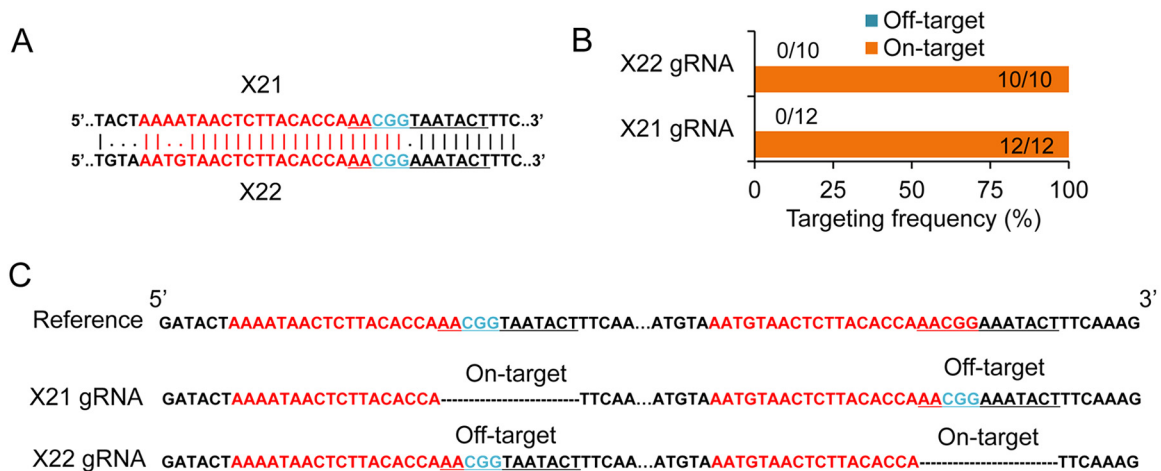 A
X21
5'..TACTAAAATAACTCTTACACCAAACGGTAATACTTTC..3'
|...||..|||||||||||||||||||.|||||||||
5'..TGTAAATGTAACTCTTACACCAAACGGAAATACTTTC..3'
X22
B
Off-target
On-target
X22 gRNA
0/10
10/10
X21 gRNA
0/12
12/12
0 25 50 75 100
Targeting frequency (%)
C
5’ 3’
Reference GATACTAAAATAACTCTTACACCAAACGGTAATACTTTCAA...ATGTAAATGTAACTCTTACACCAAACGGAAATACTTTCAAAG
On-target Off-target
X21 gRNA GATACTAAAATAACTCTTACACCA-----------------------TTCAA...ATGTAAATGTAACTCTTACACCAAACGGAAATACTTTCAAAG
Off-target On-target
X22 gRNA GATACTAAAATAACTCTTACACCAAACGGTAATACTTTCAA...ATGTAAATGTAACTCTTACACCA-----------------------TTCAAAG